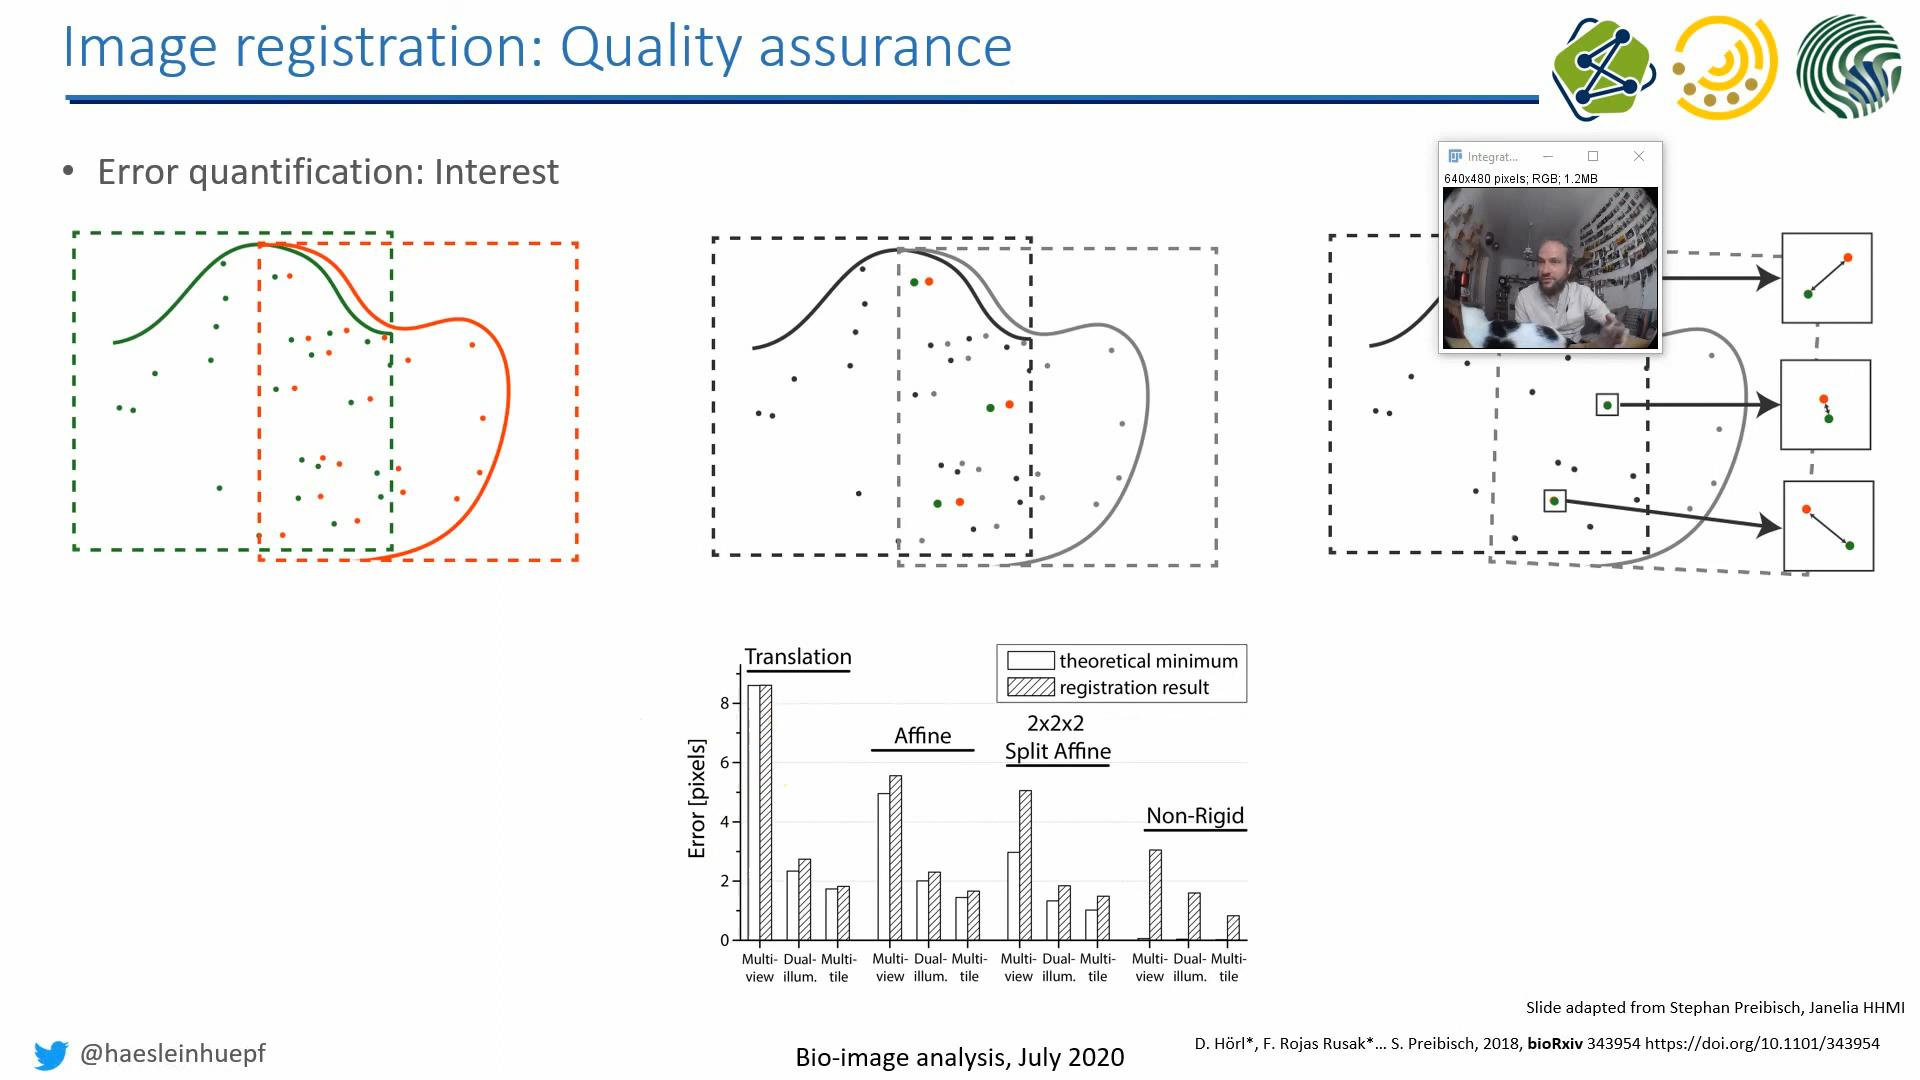 Image registration: Quality assurance
• Error quantification: Interest
Integrat...
640x480 pixels; RGB; 1.2MB
Translation
theoretical minimum
registration result
Affine
2x2x2
Split Affine
Non-Rigid
Error [pixels]
8
6
4
2
0
Multi- Dual- Multi- Multi- Dual- Multi- Multi- Dual- Multi- Multi- Dual- Multi-
view illum. tile view illum. tile view illum. tile view illum. tile
Slide adapted from Stephan Preibisch, Janelia HHMI
@haesleinhuepf
Bio-image analysis, July 2020
D. Hörl*, F. Rojas Rusak*... S. Preibisch, 2018, bioRxiv 343954 https://doi.org/10.1101/343954